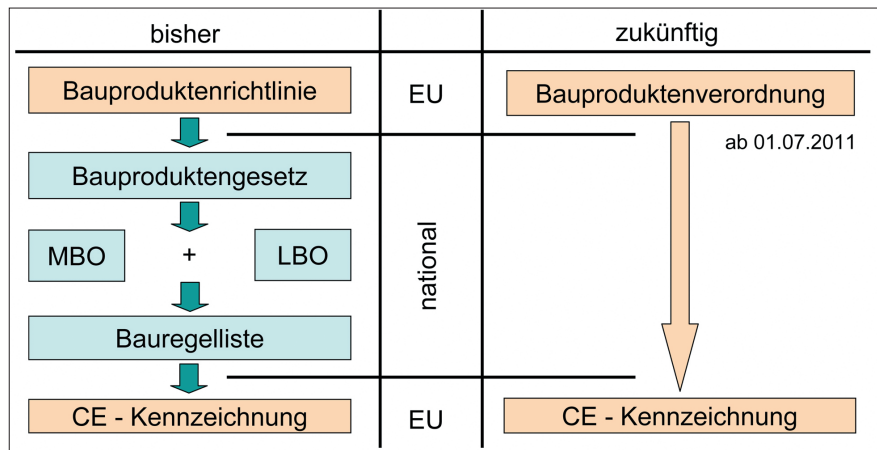 bisher
zukünftig
Bauproduktenrichtlinie
EU
Bauproduktenverordnung
ab 01.07.2011
Bauproduktengesetz
MBO
+
LBO
national
Bauregelliste
CE - Kennzeichnung
EU
CE - Kennzeichnung